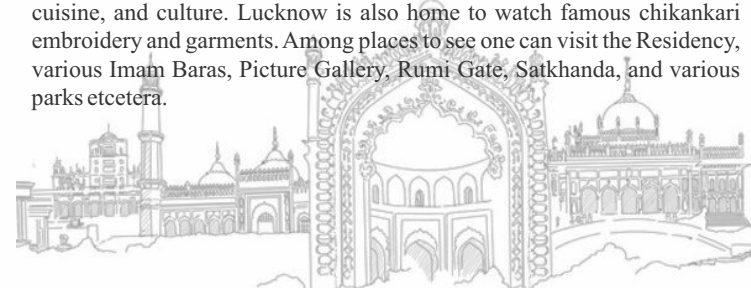 cuisine, and culture. Lucknow is also home to watch famous chikankari
embroidery and garments. Among places to see one can visit the Residency,
various Imam Baras, Picture Gallery, Rumi Gate, Satkhanda, and various
parks etcetera.